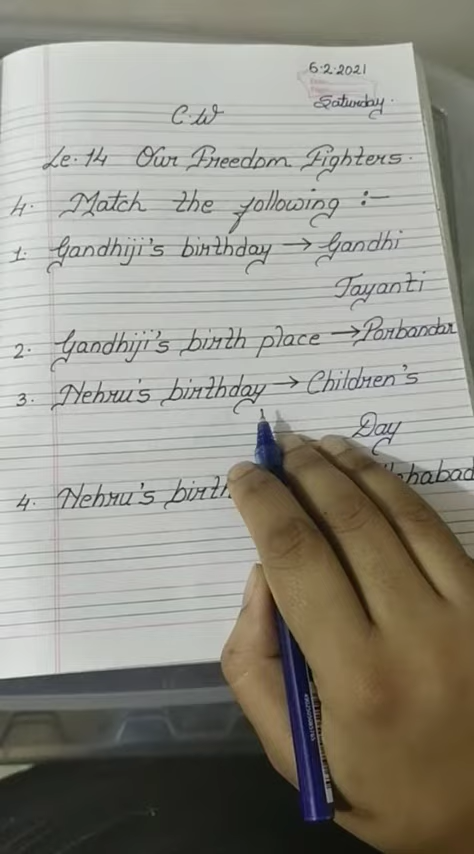 6.2.2021
Saturday.
C.W
Le.14 Our Freedom Fighters.
4. Match the following :-
1. Gandhiji's birthday → Gandhi
Jayanti
2. Gandhiji's birth place → Porbandar
3. Nehru's birthday → Children's
Day
4. Nehru's birth